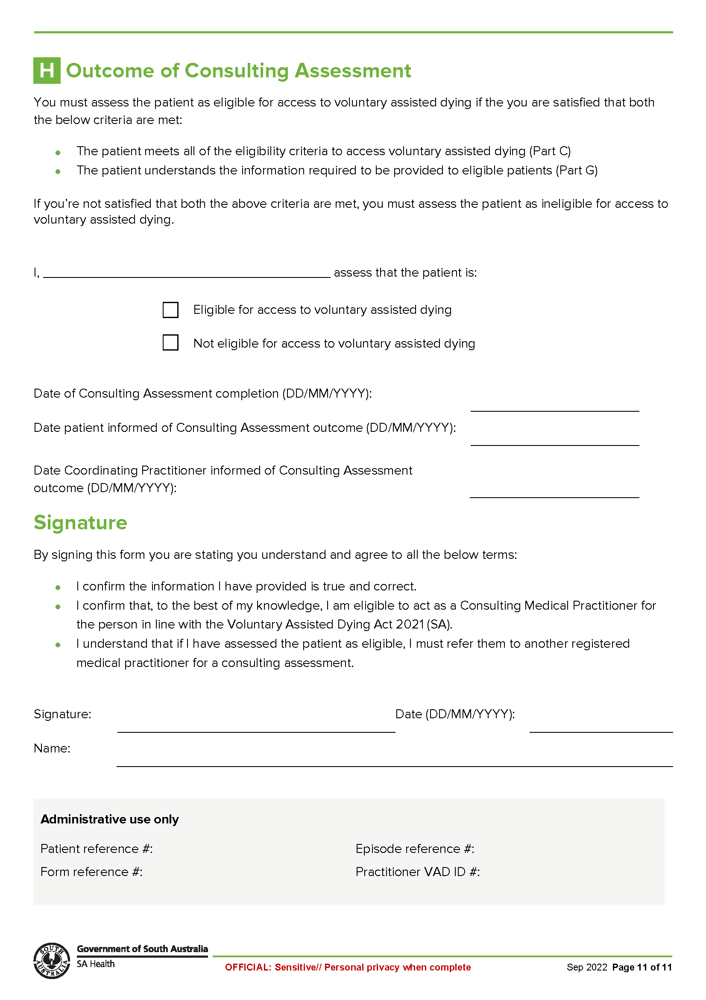 H Outcome of Consulting Assessment
You must assess the patient as eligible for access to voluntary assisted dying if the you are satisfied that both
the below criteria are met:
• The patient meets all of the eligibility criteria to access voluntary assisted dying (Part C)
• The patient understands the information required to be provided to eligible patients (Part G)
If you’re not satisfied that both the above criteria are met, you must assess the patient as ineligible for access to
voluntary assisted dying.
I, ______________________________ assess that the patient is:
Eligible for access to voluntary assisted dying
Not eligible for access to voluntary assisted dying
Date of Consulting Assessment completion (DD/MM/YYYY):
Date patient informed of Consulting Assessment outcome (DD/MM/YYYY):
Date Coordinating Practitioner informed of Consulting Assessment
outcome (DD/MM/YYYY):
Signature
By signing this form you are stating you understand and agree to all the below terms:
• I confirm the information I have provided is true and correct.
• I confirm that, to the best of my knowledge, I am eligible to act as a Consulting Medical Practitioner for
the person in line with the Voluntary Assisted Dying Act 2021 (SA).
• I understand that if I have assessed the patient as eligible, I must refer them to another registered
medical practitioner for a consulting assessment.
Signature: Date (DD/MM/YYYY):
Name:
Administrative use only
Patient reference #: Episode reference #:
Form reference #: Practitioner VAD ID #:
SOUTH AUSTRALIA
Government of South Australia
SA Health
OFFICIAL: Sensitive// Personal privacy when complete
Sep 2022 Page 11 of 11